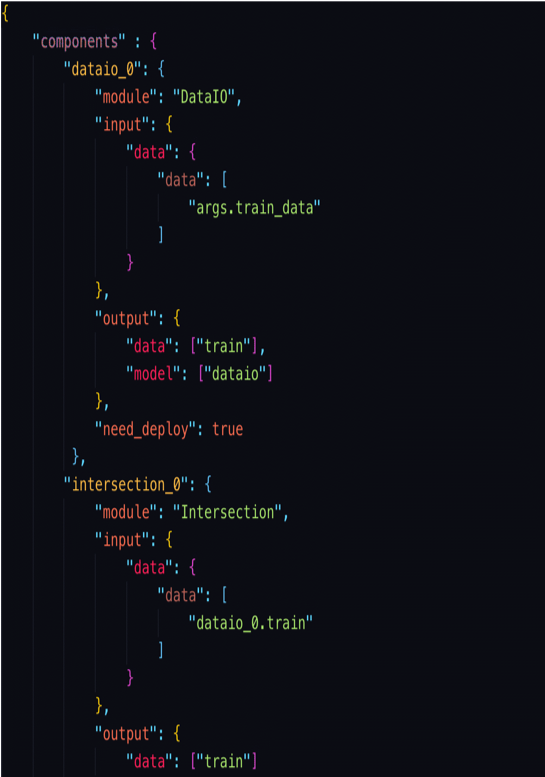 {
    "components" : {
        "dataio_0": {
            "module": "DataIO",
            "input": {
                "data": {
                    "data": [
                        "args.train_data"
                    ]
                }
            },
            "output": {
                "data": ["train"],
                "model": ["dataio"]
            },
            "need_deploy": true
         },
        "intersection_0": {
            "module": "Intersection",
            "input": {
                "data": {
                    "data": [
                        "dataio_0.train"
                    ]
                }
            },
            "output": {
                "data": ["train"]